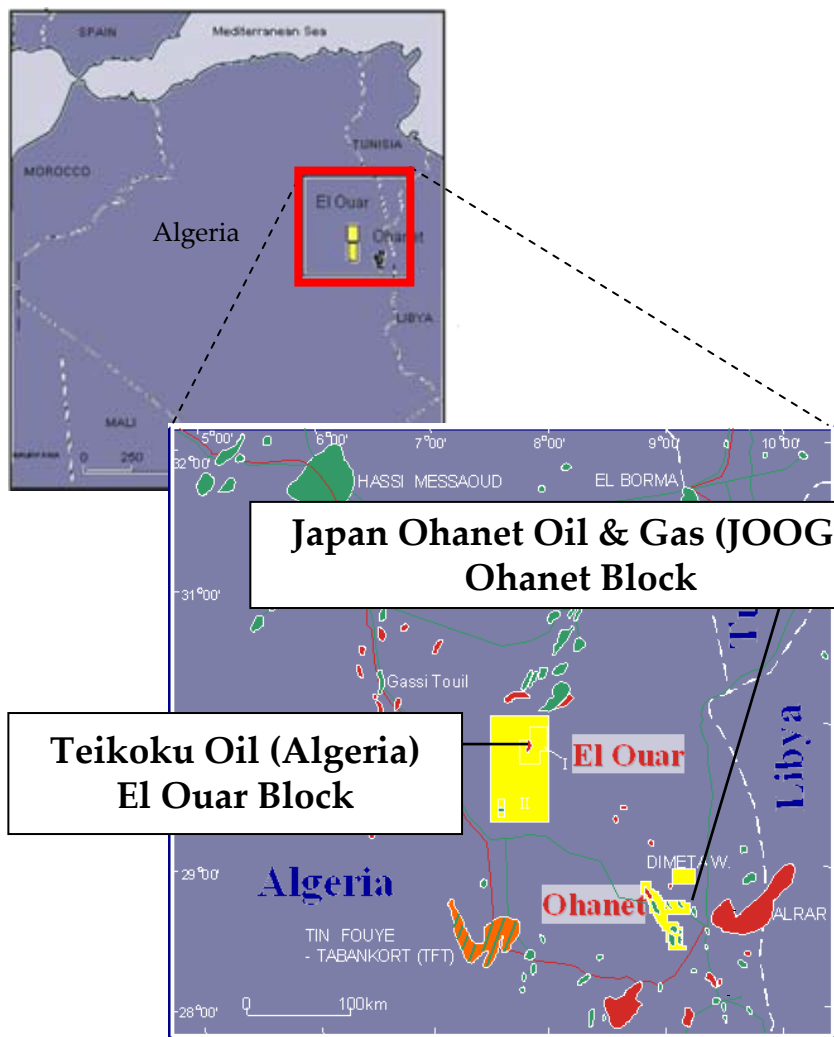 SPAIN
Mediterranean Sea
TUNISIA
MOROCCO
El Ouar
Algeria
Ohanet
LIBYA
MALI
0 250
5°00' 6°00' 7°00' 8°00' 9°00' 10°00'
32°00'
HASSI MESSAOUD
EL BORMA
Japan Ohanet Oil & Gas (JOOG
Ohanet Block
31°00'
Tu
Gassi Touil
Teikoku Oil (Algeria)
El Ouar Block
El Ouar
I
II
Libya
29°00'
DIMETA W.
Algeria
Ohanet
ALRAR
TIN FOUYE
- TABANKORT (TFT)
28°00'
0 100km